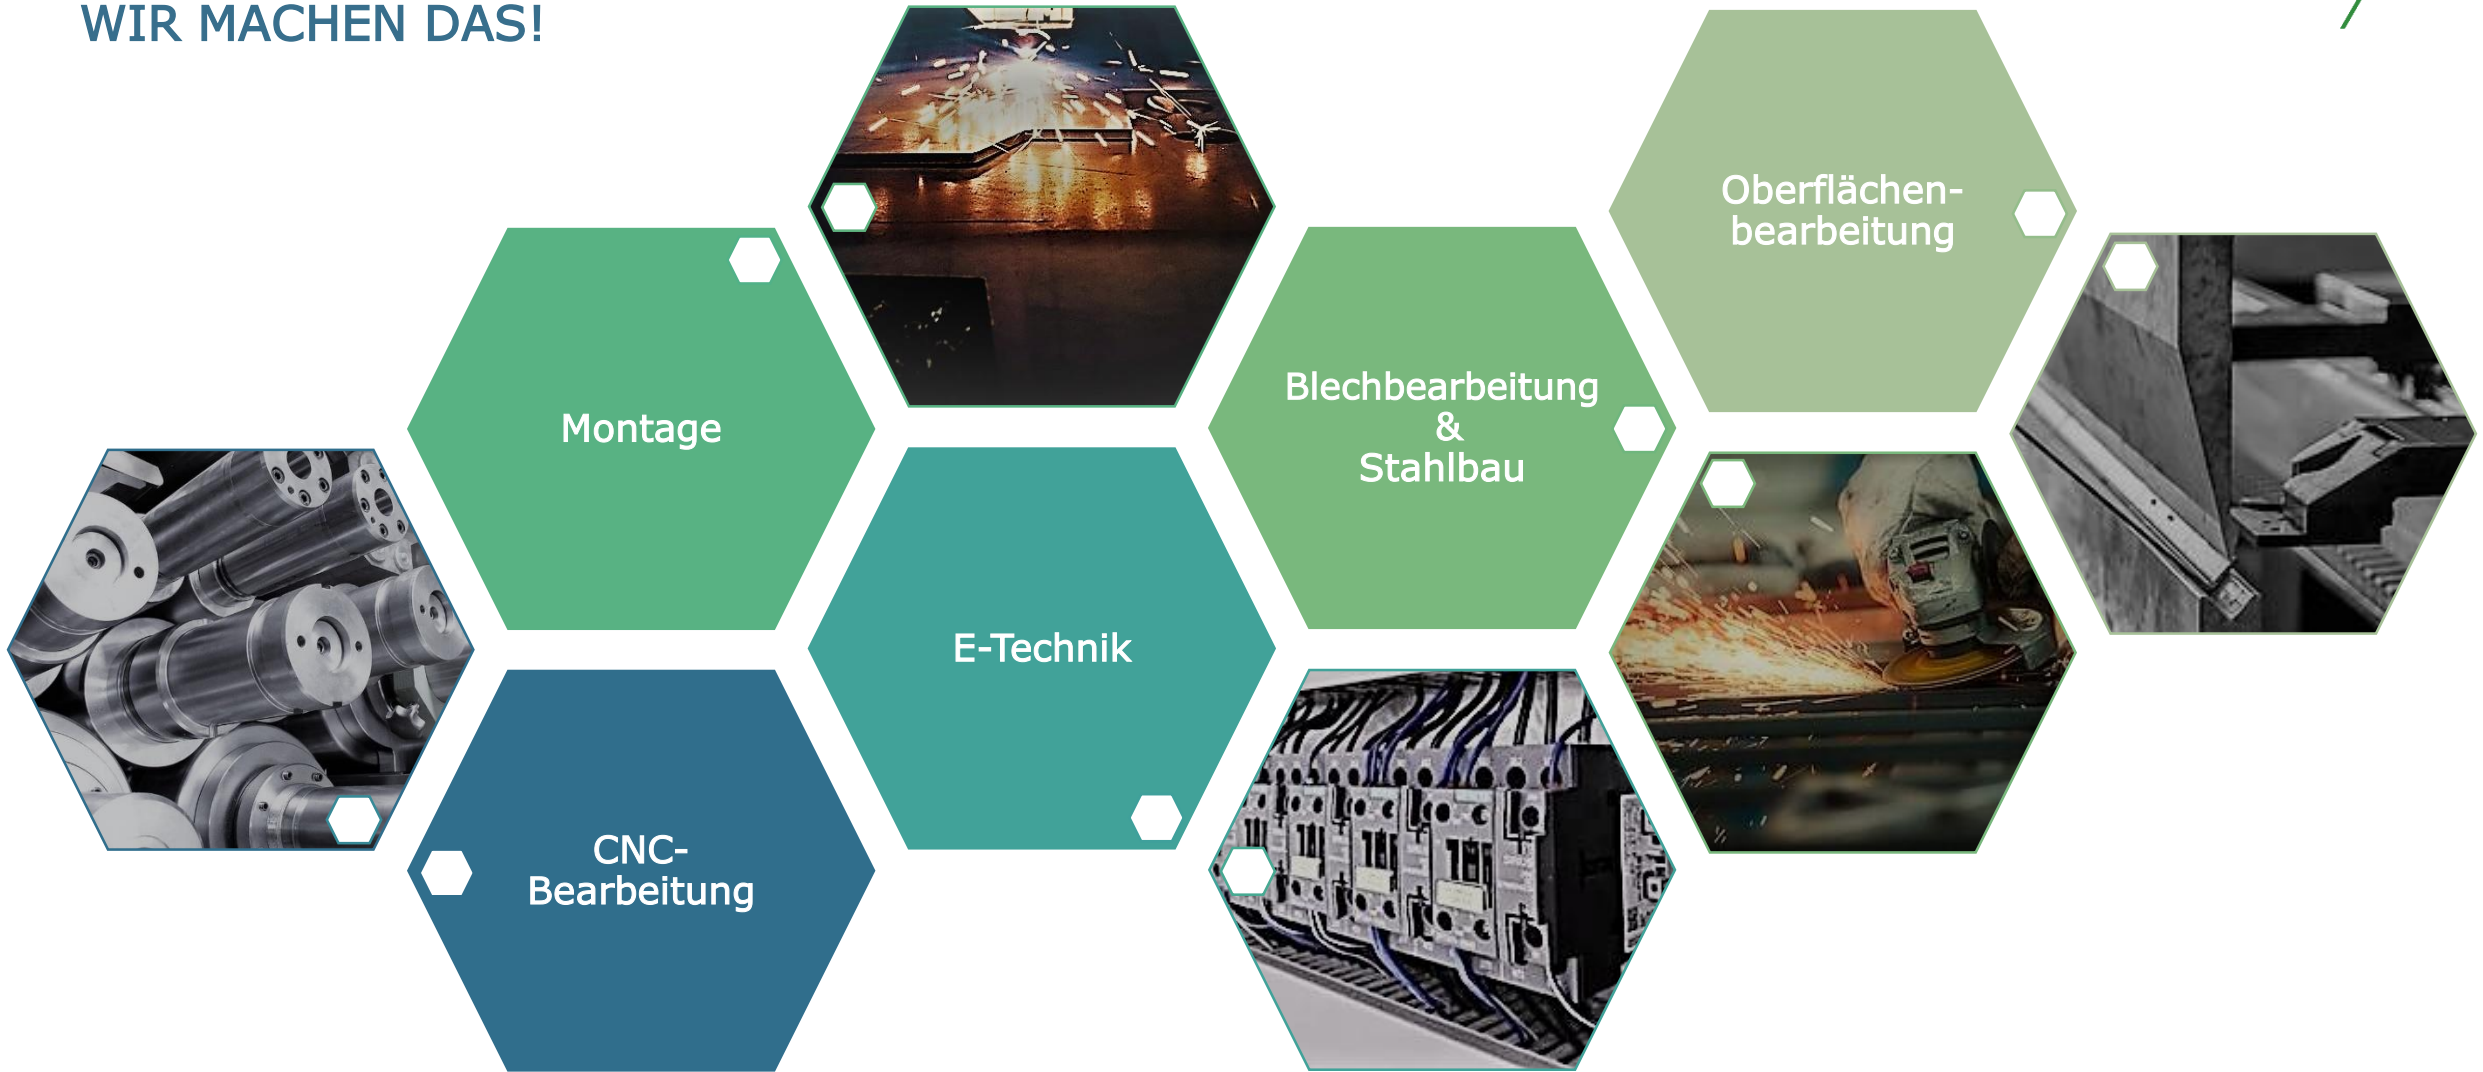 WIR MACHEN DAS!
Oberflächen-
bearbeitung
Blechbearbeitung
&
Stahlbau
Montage
E-Technik
CNC-
Bearbeitung